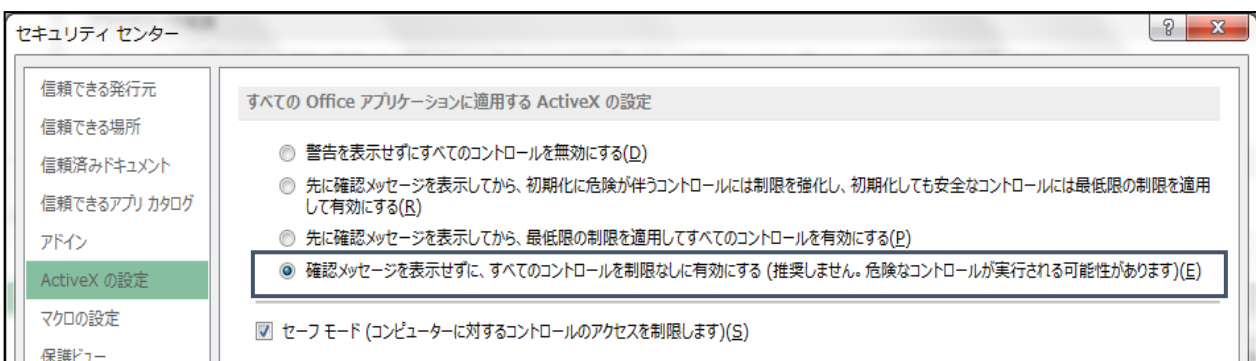 セキュリティ センター
信頼できる発行元
信頼できる場所
信頼済みドキュメント
信頼できるアプリ カタログ
アドイン
ActiveX の設定
マクロの設定
保護ビュー
すべての Office アプリケーションに適用する ActiveX の設定
警告を表示せずにすべてのコントロールを無効にする(D)
先に確認メッセージを表示してから、初期化に危険が伴うコントロールには制限を強化し、初期化しても安全なコントロールには最低限の制限を適用
して有効にする(R)
先に確認メッセージを表示してから、最低限の制限を適用してすべてのコントロールを有効にする(P)
確認メッセージを表示せずに、すべてのコントロールを制限なしに有効にする (推奨しません。危険なコントロールが実行される可能性があります)(E)
セーフ モード (コンピューターに対するコントロールのアクセスを制限します)(S)